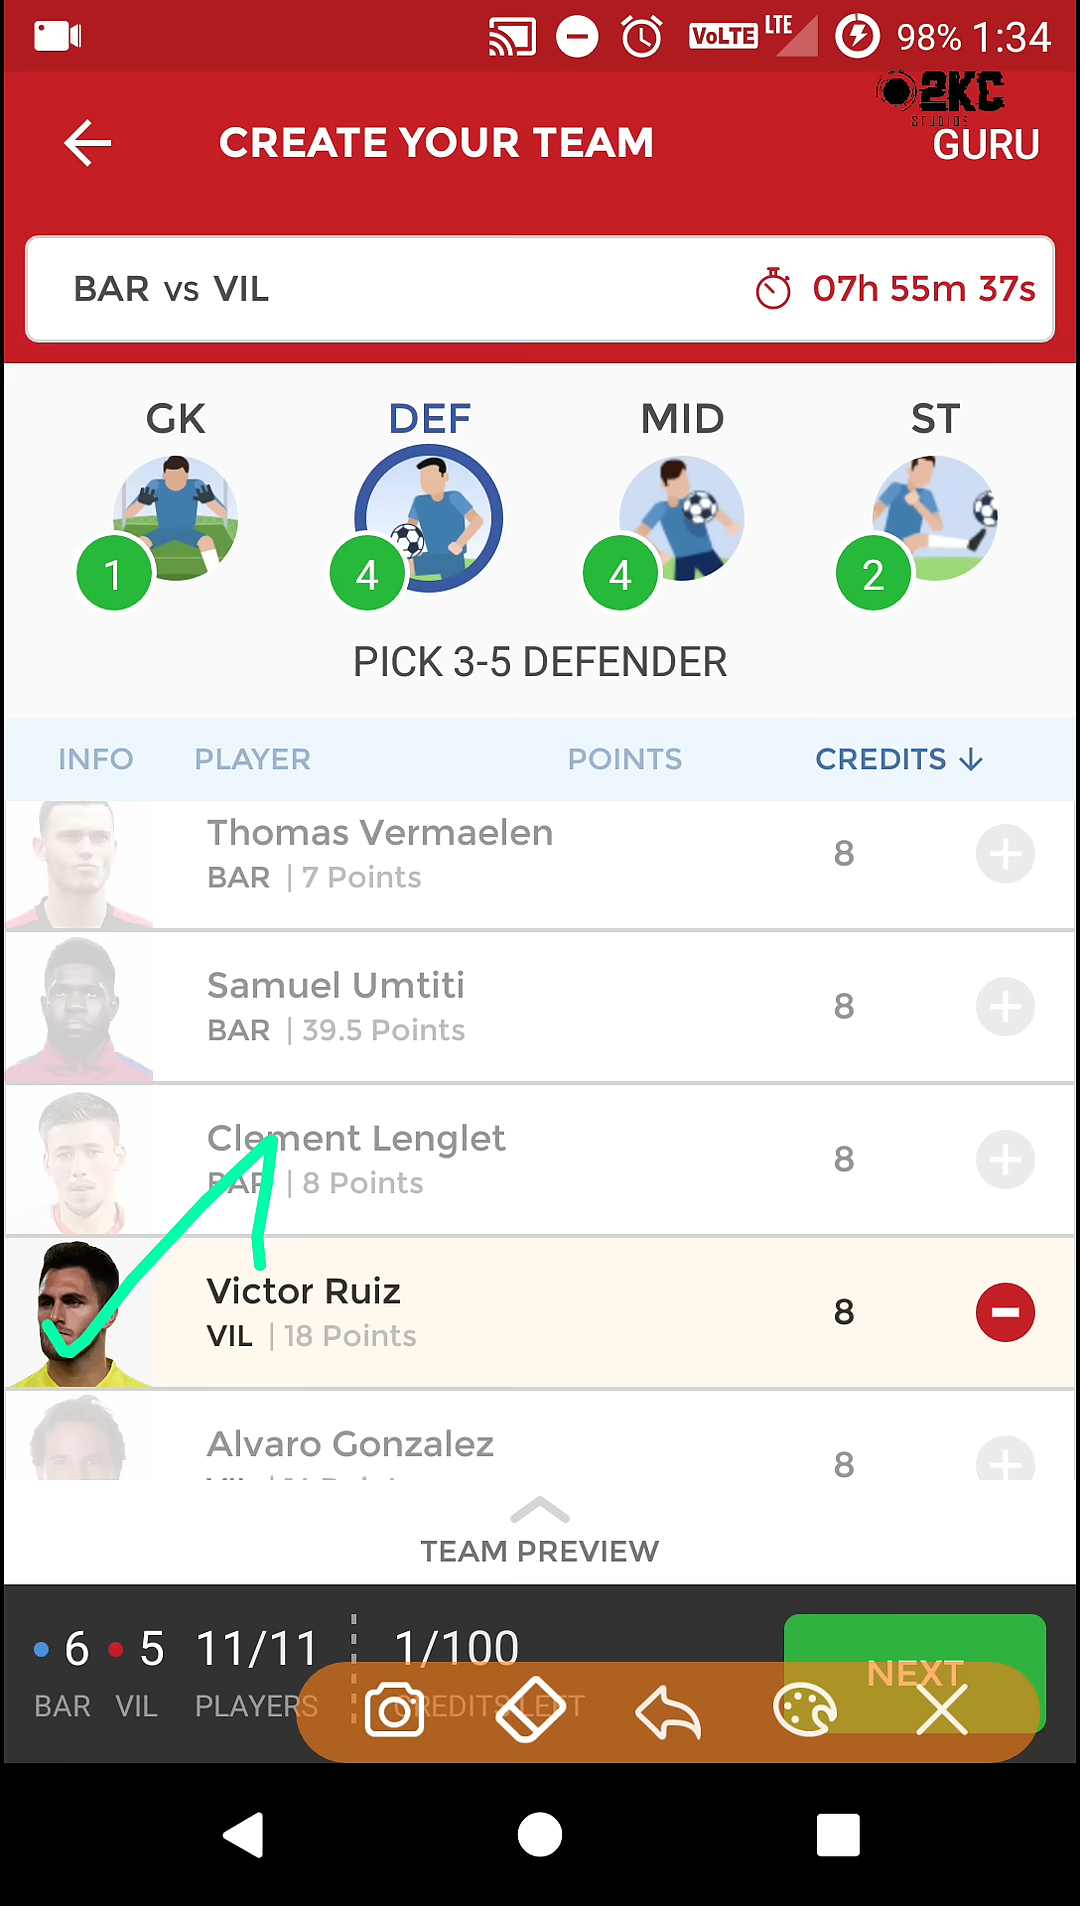 VoLTE LTE 98% 1:34
2KC
STUDIOS
CREATE YOUR TEAM GURU
BAR vs VIL 07h 55m 37s
GK DEF MID ST
1 4 4 2
PICK 3-5 DEFENDER
INFO PLAYER POINTS CREDITS
Thomas Vermaelen
BAR | 7 Points 8
Samuel Umtiti
BAR | 39.5 Points 8
Clement Lenglet
BAR | 8 Points 8
Victor Ruiz
VIL | 18 Points 8
Alvaro Gonzalez
8
TEAM PREVIEW
6 5 11/11 1/100 NEXT
BAR VIL PLAYERS CREDITS LEFT